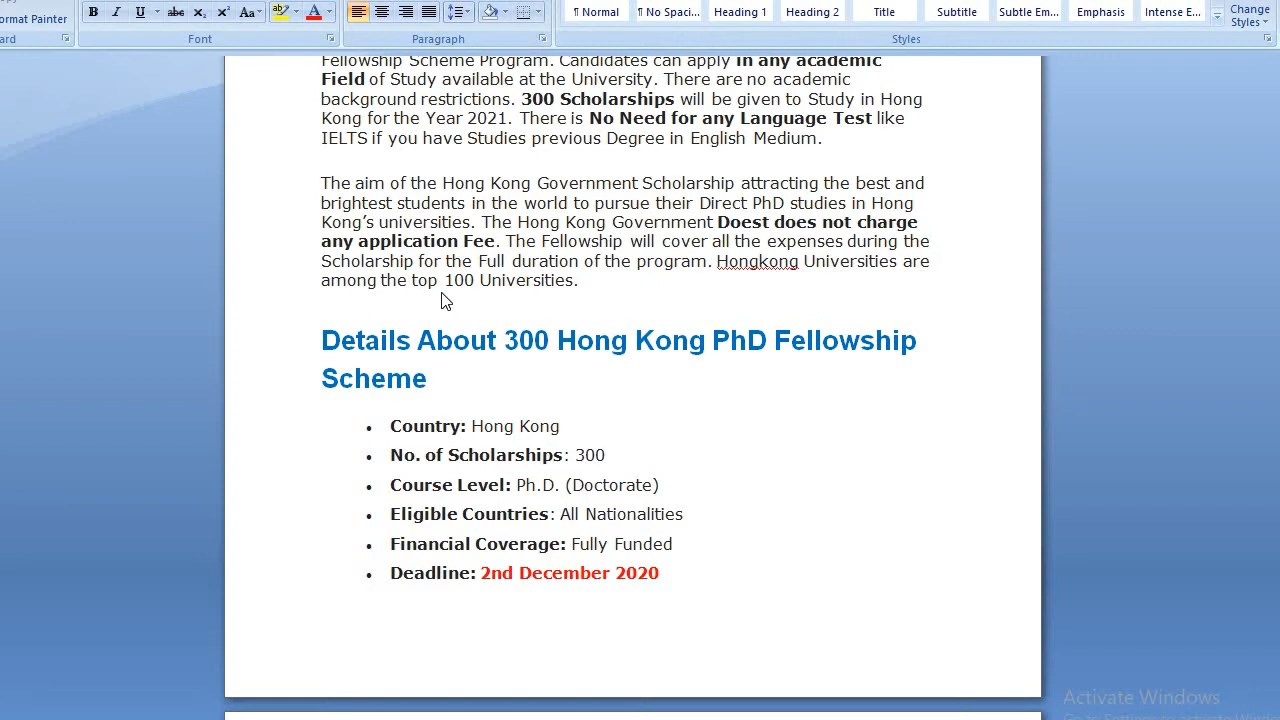 ormat Painter
ard
B I U abc x₂ x² Aa ab A
Font
Paragraph
¶ Normal ¶ No Spaci... Heading 1 Heading 2 Title Subtitle Subtle Em... Emphasis Intense E...
Change
Styles
Styles
Fellowship Scheme Program. Candidates can apply in any academic
Field of Study available at the University. There are no academic
background restrictions. 300 Scholarships will be given to Study in Hong
Kong for the Year 2021. There is No Need for any Language Test like
IELTS if you have Studies previous Degree in English Medium.
The aim of the Hong Kong Government Scholarship attracting the best and
brightest students in the world to pursue their Direct PhD studies in Hong
Kong’s universities. The Hong Kong Government Doest does not charge
any application Fee. The Fellowship will cover all the expenses during the
Scholarship for the Full duration of the program. Hongkong Universities are
among the top 100 Universities.
Details About 300 Hong Kong PhD Fellowship
Scheme
• Country: Hong Kong
• No. of Scholarships: 300
• Course Level: Ph.D. (Doctorate)
• Eligible Countries: All Nationalities
• Financial Coverage: Fully Funded
• Deadline: 2nd December 2020
Activate Windows